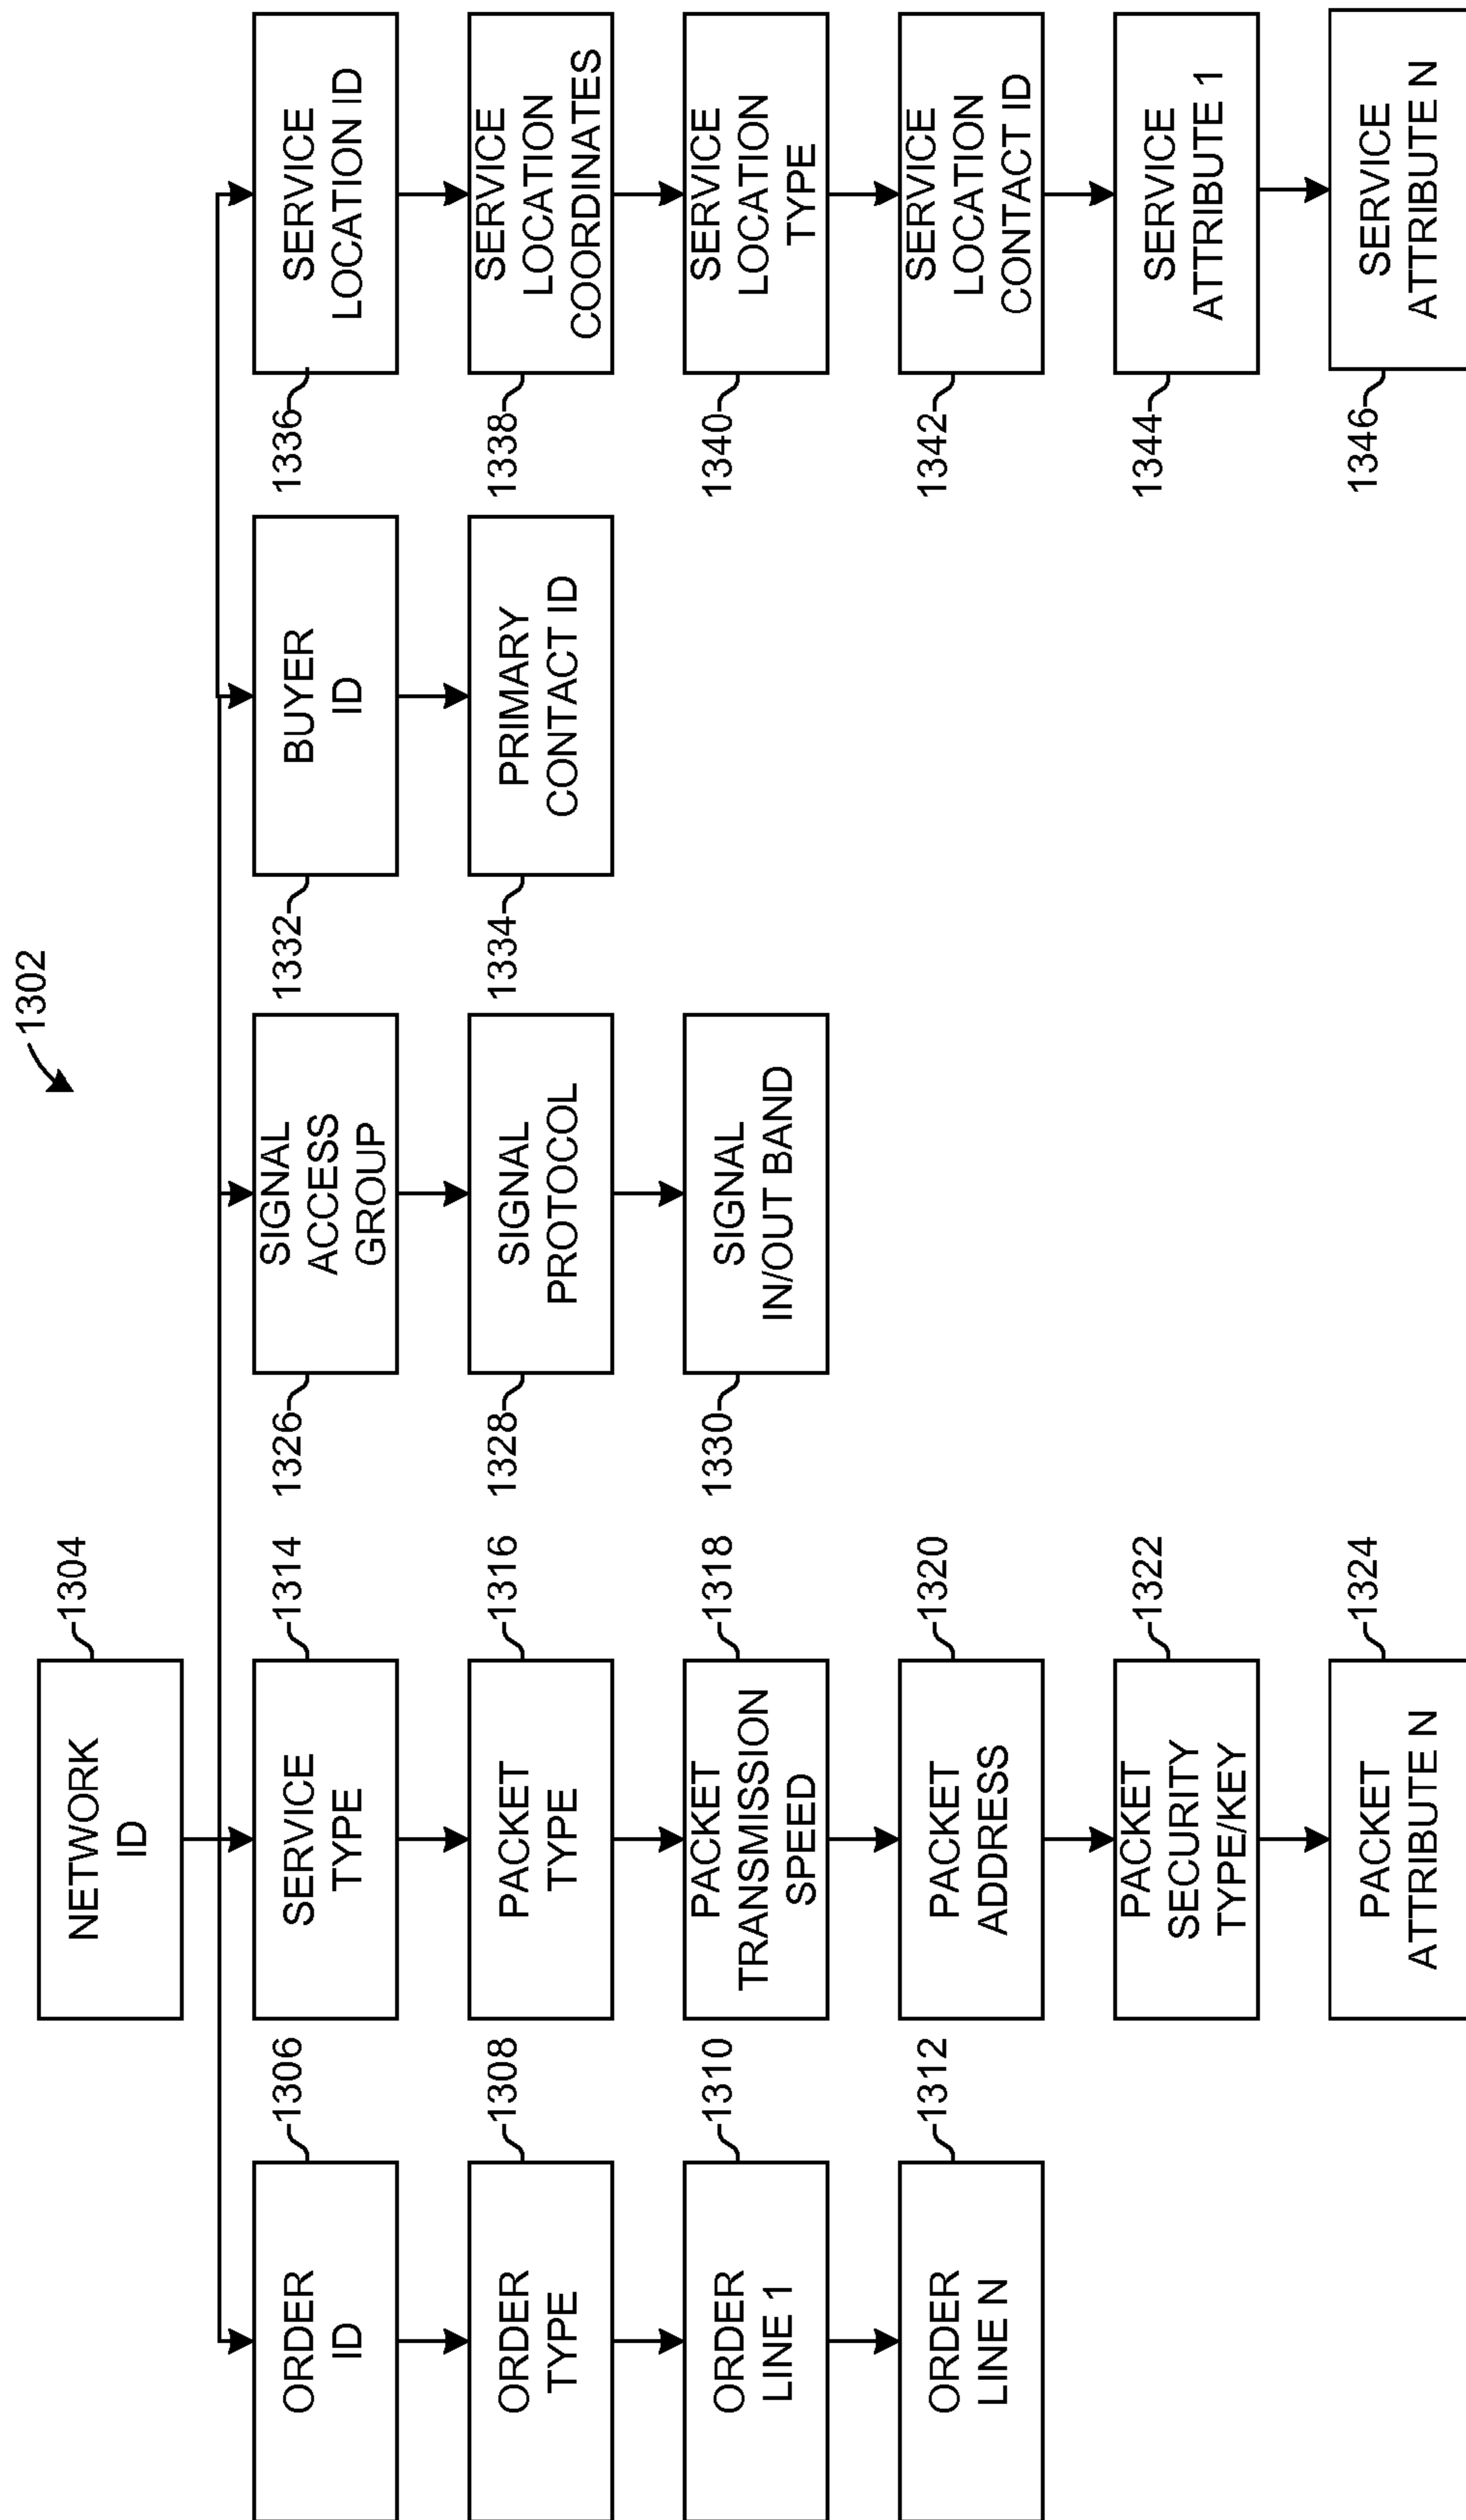 1302
NETWORK
ID
1304
ORDER
ID
1306
ORDER
TYPE
1308
ORDER
LINE 1
1310
ORDER
LINE N
1312
SERVICE
TYPE
1314
PACKET
TYPE
1316
PACKET
TRANSMISSION
SPEED
1318
PACKET
ADDRESS
1320
PACKET
SECURITY
TYPE/KEY
1322
PACKET
ATTRIBUTE N
1324
1326
SIGNAL
ACCESS
GROUP
1328
SIGNAL
PROTOCOL
1330
SIGNAL
IN/OUT BAND
1332
BUYER
ID
1334
PRIMARY
CONTACT ID
1336
SERVICE
LOCATION ID
1338
SERVICE
LOCATION
COORDINATES
1340
SERVICE
LOCATION
TYPE
1342
SERVICE
LOCATION
CONTACT ID
1344
SERVICE
ATTRIBUTE 1
1346
SERVICE
ATTRIBUTE N